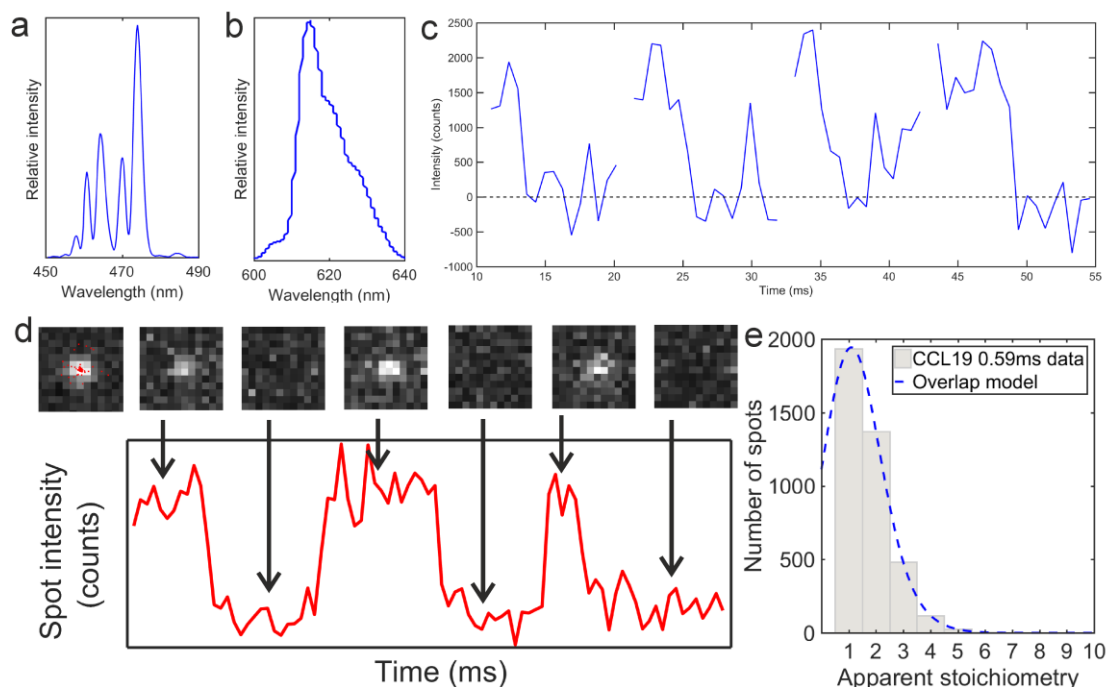 a
Relative intensity
450 470 490
Wavelength (nm)
b
Relative intensity
600 620 640
Wavelength (nm)
c
Intensity (counts)
2500
2000
1500
1000
500
0
-500
-1000
10 15 20 25 30 35 40 45 50 55
Time (ms)
d
Spot intensity
(counts)
Time (ms)
e
Number of spots
2000
1500
1000
500
0
CCL19 0.59ms data
Overlap model
1 2 3 4 5 6 7 8 9 10
Apparent stoichiometry